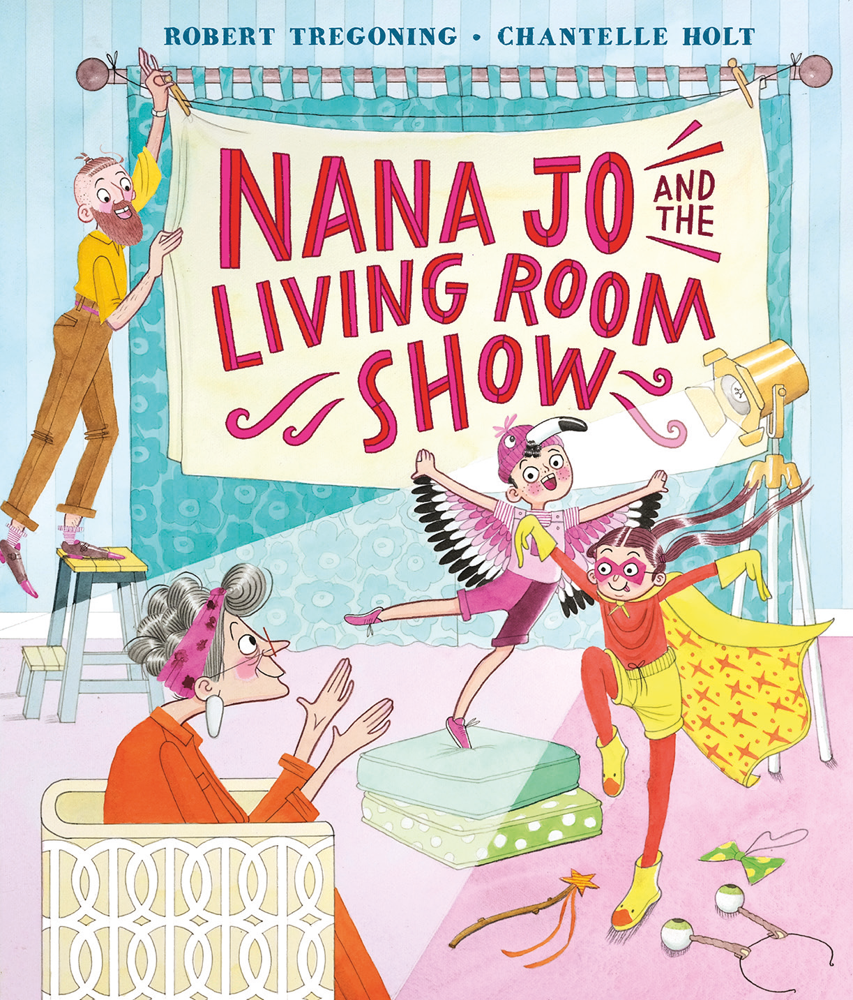 ROBERT TREGONING • CHANTELLE HOLT
NANA JO
AND
THE
LIVING ROOM
SHOW